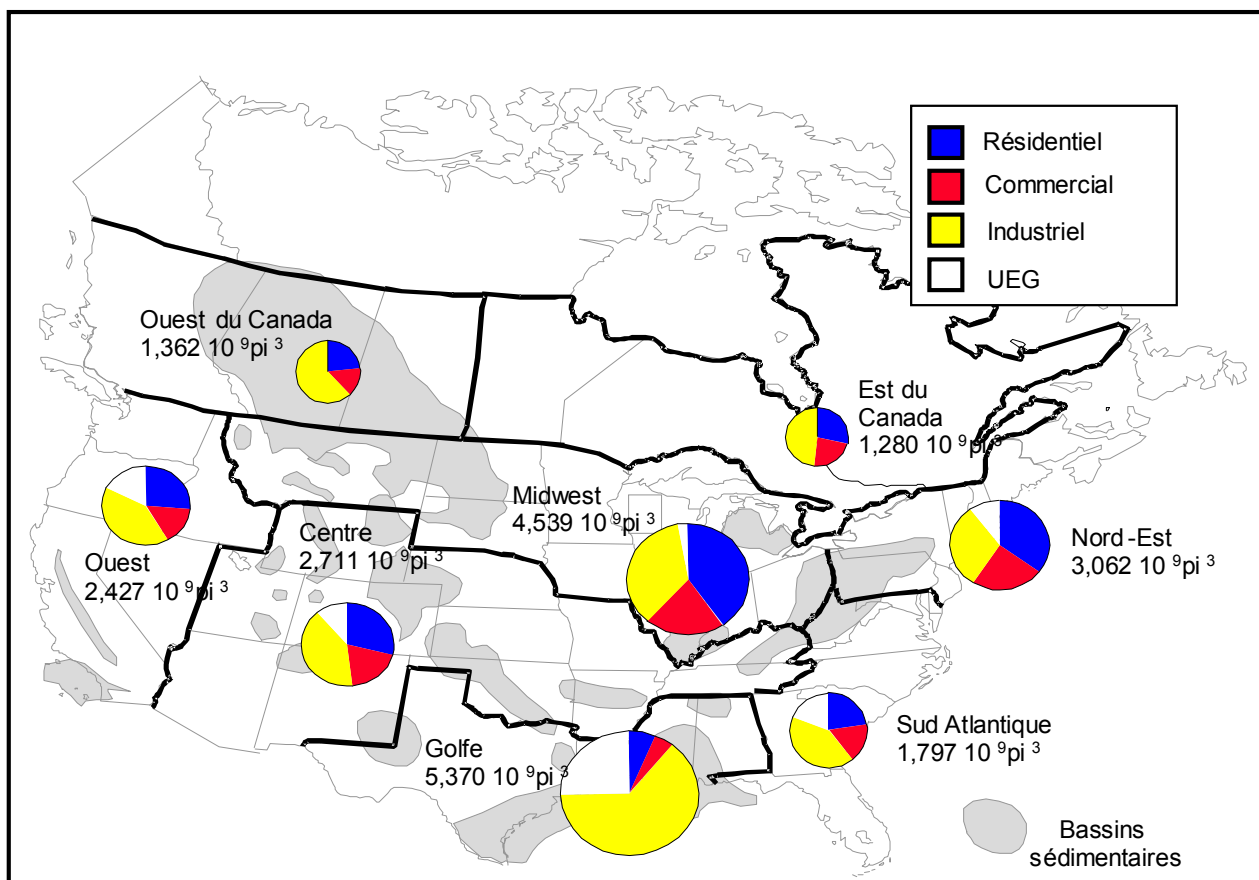 Résidentiel
Commercial
Industriel
UEG
Ouest du Canada
1,362 10 ⁹pi ³
Est du
Canada
1,280 10 ⁹pi ³
Midwest
4,539 10 ⁹pi ³
Centre
2,711 10 ⁹pi ³
Ouest
2,427 10 ⁹pi ³
Nord-Est
3,062 10 ⁹pi ³
Sud Atlantique
1,797 10 ⁹pi ³
Golfe
5,370 10 ⁹pi ³
Bassins
sédimentaires